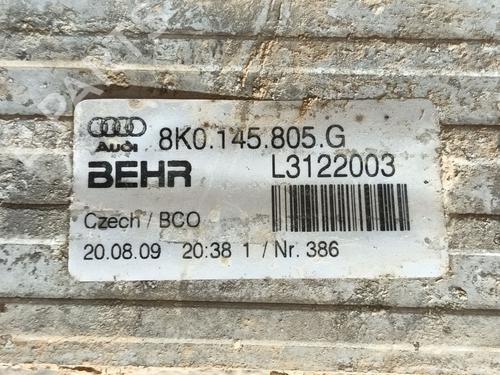 8K0.145.805.G
Audi
BEHR L3122003
Czech / BCO
20.08.09 20:38 1 / Nr. 386